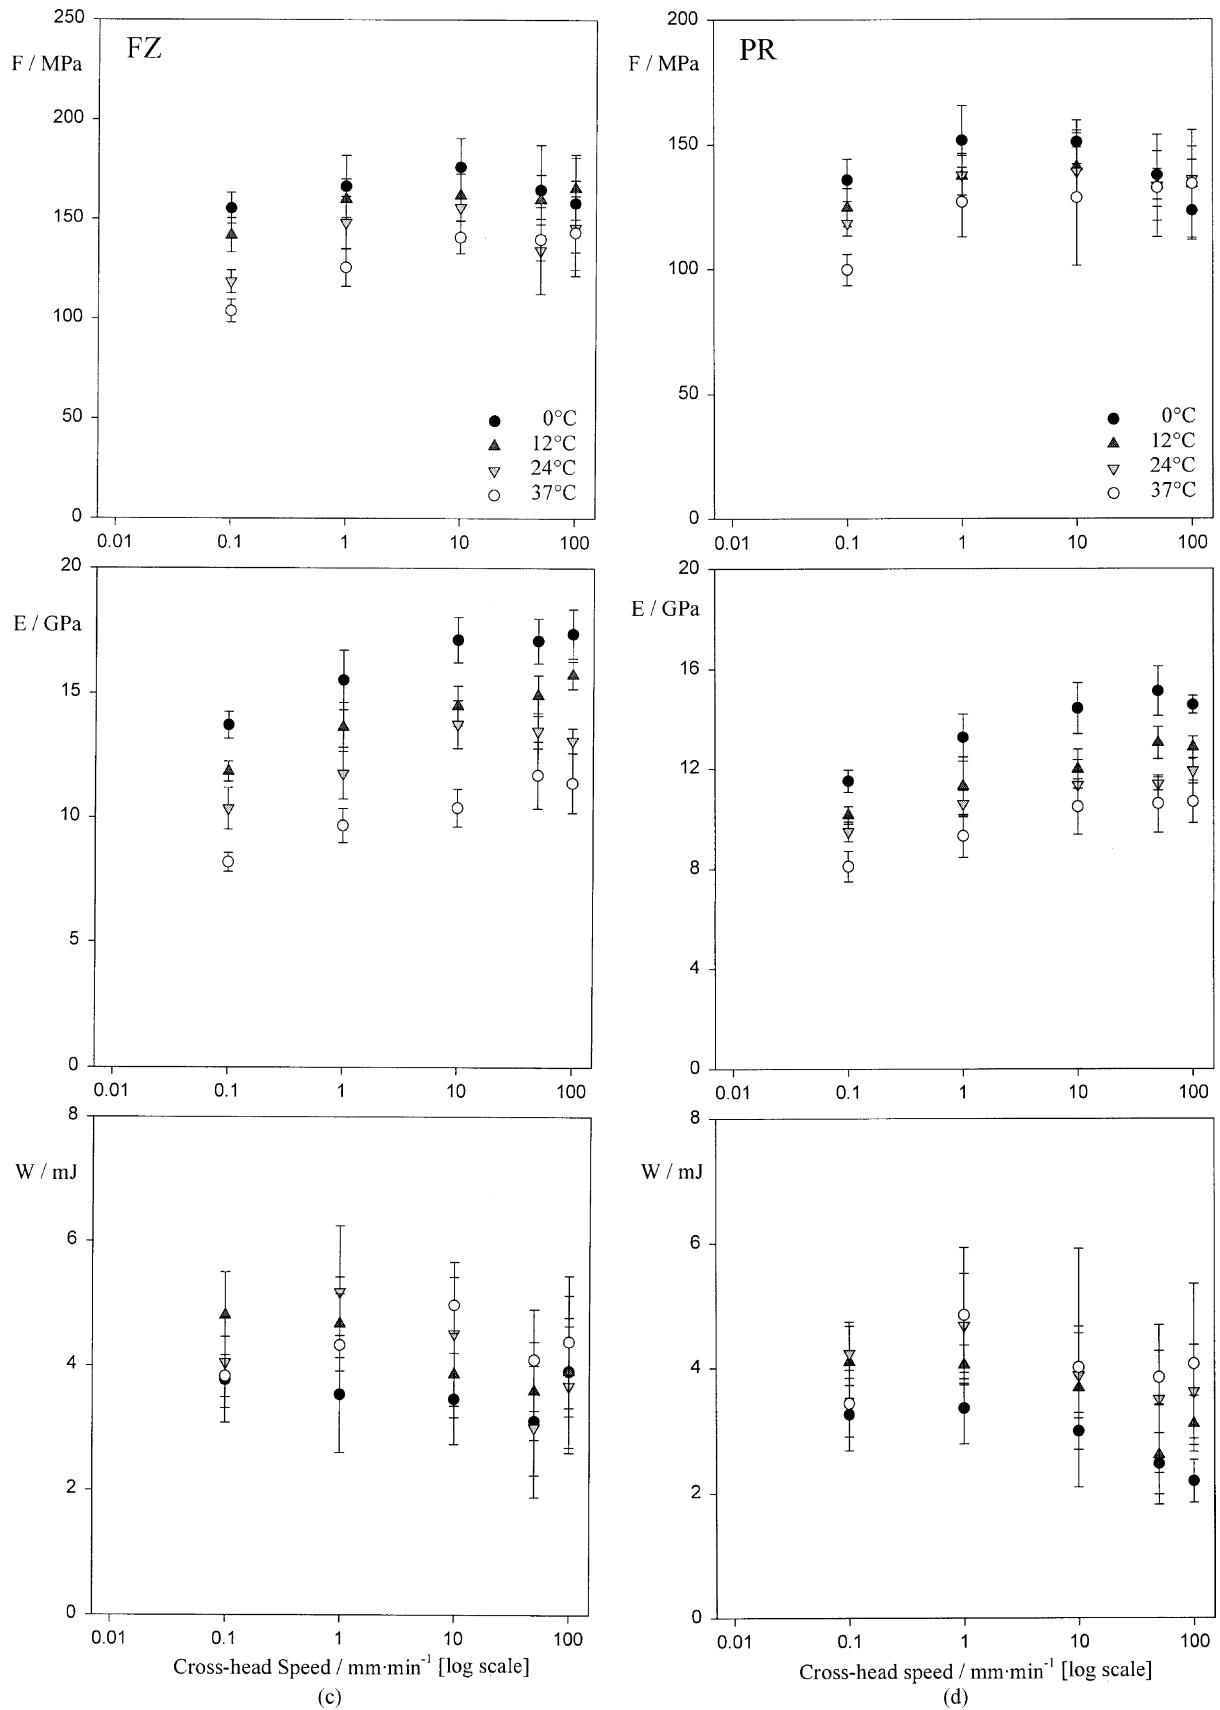 250
F / MPa
FZ
200
150
100
50
0
0°C
12°C
24°C
37°C
0.01 0.1 1 10 100
200
F / MPa
PR
150
100
50
0
0°C
12°C
24°C
37°C
0.01 0.1 1 10 100
20
E / GPa
15
10
5
0
0.01 0.1 1 10 100
20
E / GPa
16
12
8
4
0
0.01 0.1 1 10 100
8
W / mJ
6
4
2
0
0.01 0.1 1 10 100
Cross-head Speed / mm·min⁻¹ [log scale]
(c)
8
W / mJ
6
4
2
0
0.01 0.1 1 10 100
Cross-head speed / mm·min⁻¹ [log scale]
(d)